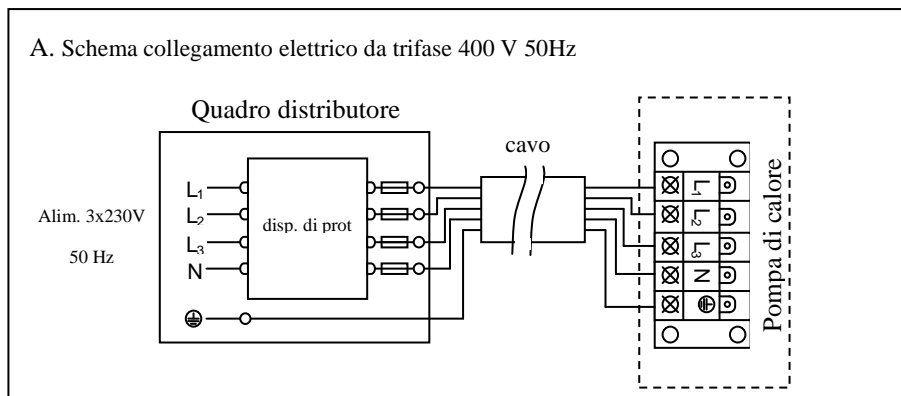 A. Schema collegamento elettrico da trifase 400 V 50Hz
Quadro distributore
cavo
L1
L2
L3
N
Alim. 3x230V
50 Hz
disp. di prot
L1
L2
L3
N
Pompa di calore